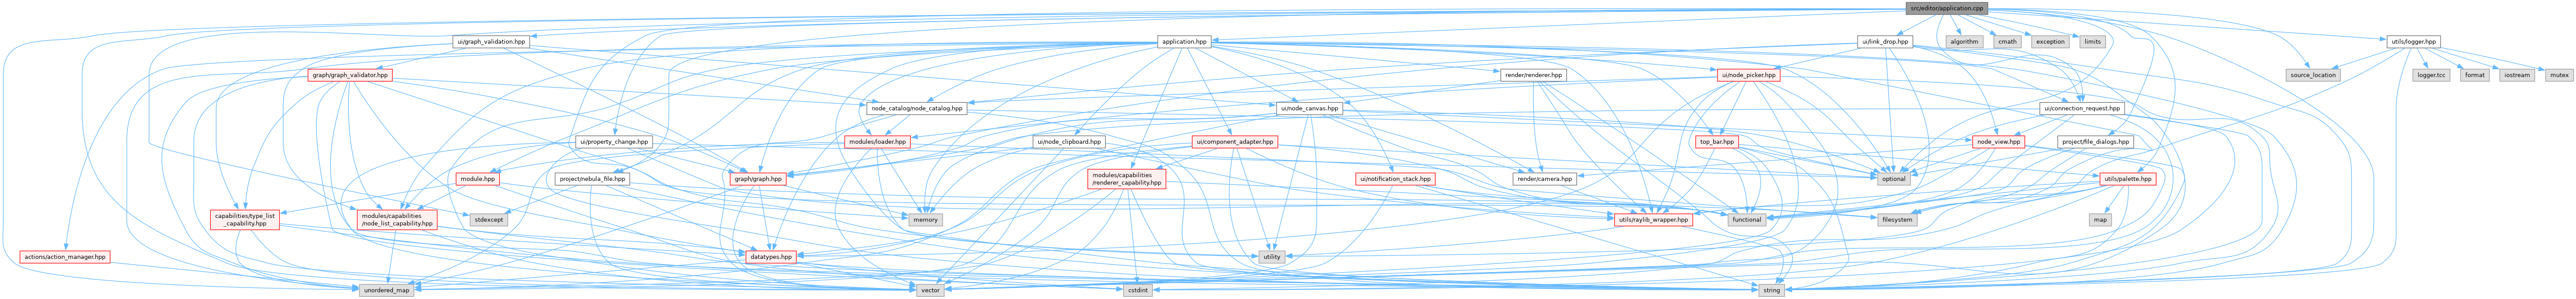 src/editor/application.cpp
ui/graph_validation.hpp
application.hpp
ui/link_drop.hpp
algorithm
cmath
exception
limits
utils/logger.hpp
graph/graph_validator.hpp
render/renderer.hpp
ui/node_picker.hpp
source_location
logger.tcc
format
iostream
mutex
node_catalog/node_catalog.hpp
ui/node_canvas.hpp
ui/connection_request.hpp
ui/property_change.hpp
modules/loader.hpp
ui/node_clipboard.hpp
ui/component_adapter.hpp
top_bar.hpp
node_view.hpp
project/file_dialogs.hpp
module.hpp
project/nebula_file.hpp
graph/graph.hpp
modules/capabilities
/renderer_capability.hpp
ui/notification_stack.hpp
render/camera.hpp
optional
utils/palette.hpp
capabilities/type_list
_capability.hpp
modules/capabilities
/node_list_capability.hpp
stdexcept
memory
utils/raylib_wrapper.hpp
functional
filesystem
map
actions/action_manager.hpp
datatypes.hpp
utility
unordered_map
vector
cstdint
string